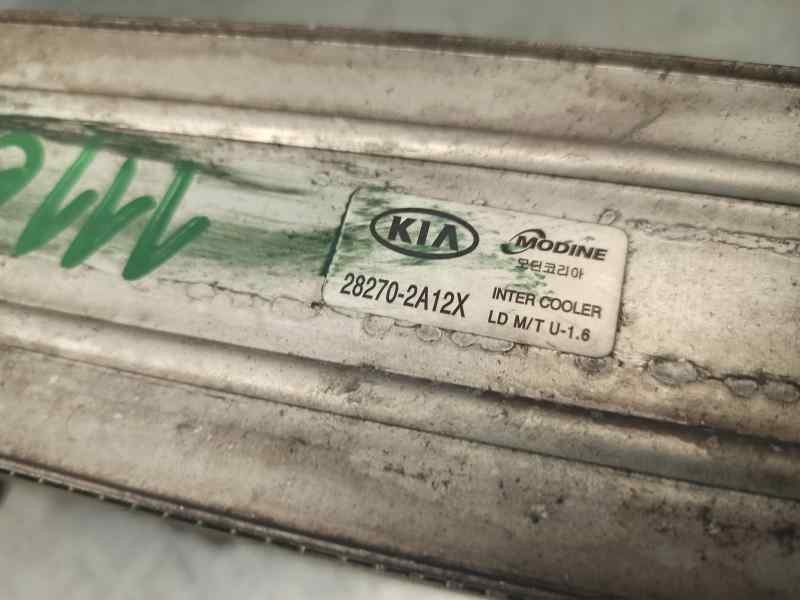 KIA
MODINE
모딘코리아
28270-2A12X
INTER COOLER
LD M/T U-1.6